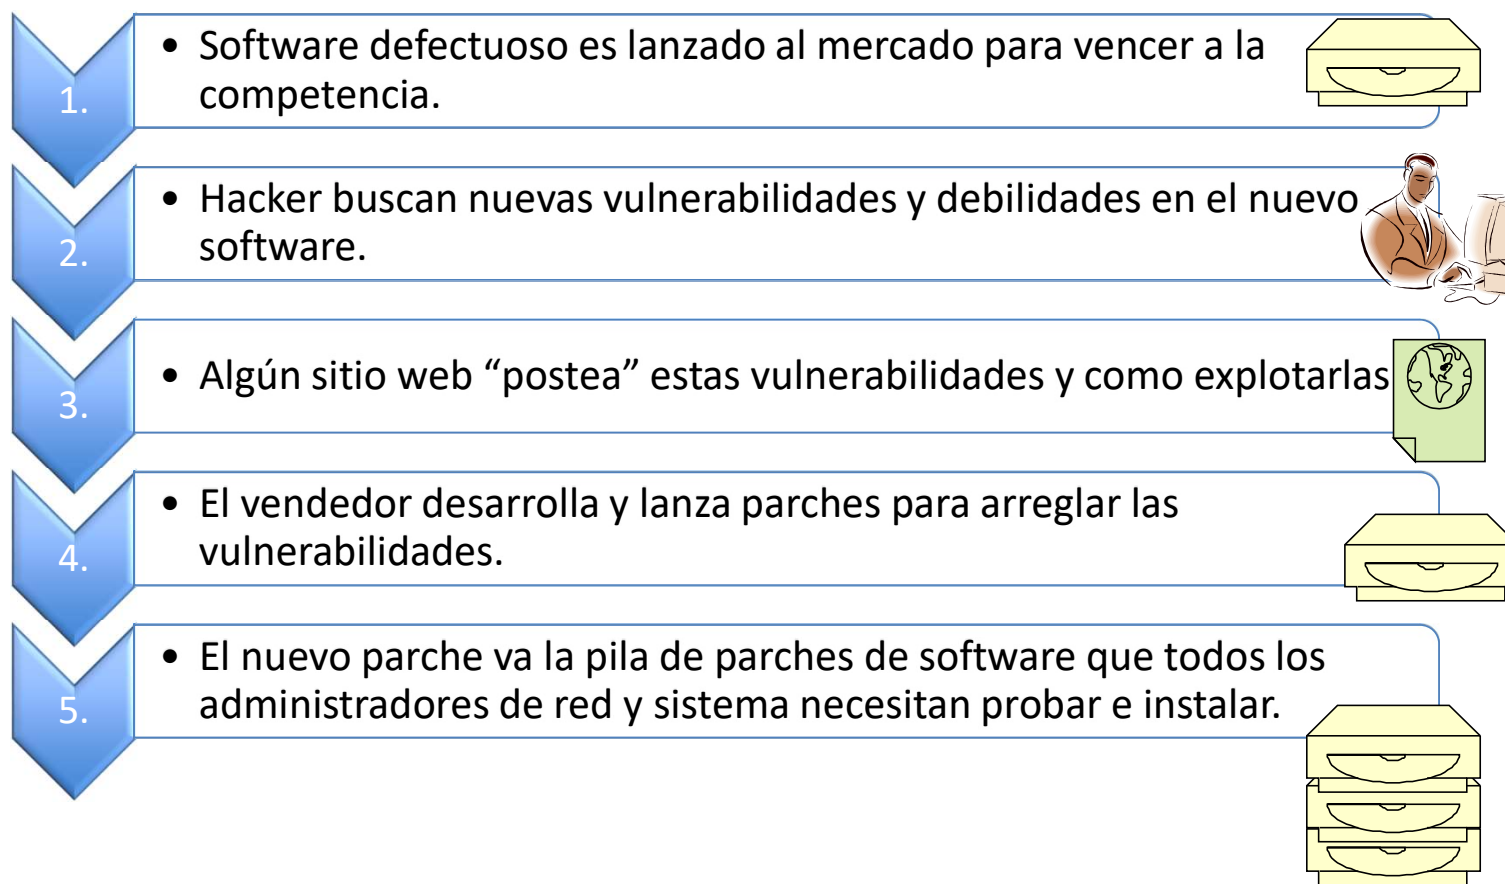 1.
• Software defectuoso es lanzado al mercado para vencer a la
competencia.
2.
• Hacker buscan nuevas vulnerabilidades y debilidades en el nuevo
software.
3.
• Algún sitio web “postea” estas vulnerabilidades y como explotarlas
4.
• El vendedor desarrolla y lanza parches para arreglar las
vulnerabilidades.
5.
• El nuevo parche va la pila de parches de software que todos los
administradores de red y sistema necesitan probar e instalar.